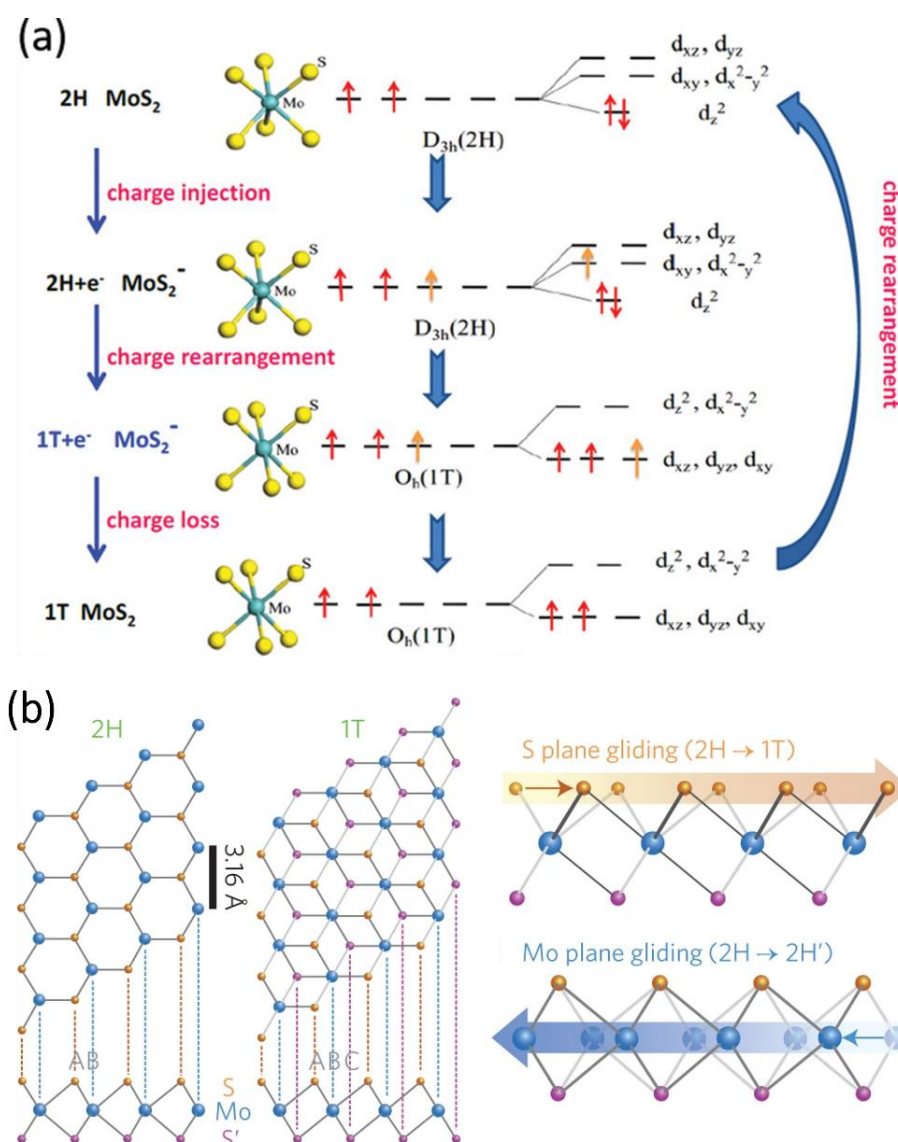 (a)
2H MoS2
S
Mo
D3h(2H)
dxz, dyz
dxy, dx²-y²
dz²
charge injection
2H+e⁻ MoS2⁻
S
Mo
D3h(2H)
dxz, dyz
dxy, dx²-y²
dz²
charge rearrangement
1T+e⁻ MoS2⁻
S
Mo
Oh(1T)
dz², dx²-y²
dxz, dyz, dxy
charge loss
1T MoS2
S
Mo
Oh(1T)
dz², dx²-y²
dxz, dyz, dxy
charge rearrangement
(b)
2H
1T
3.16 Å
AB
ABC
S
Mo
S'
S plane gliding (2H → 1T)
Mo plane gliding (2H → 2H′)